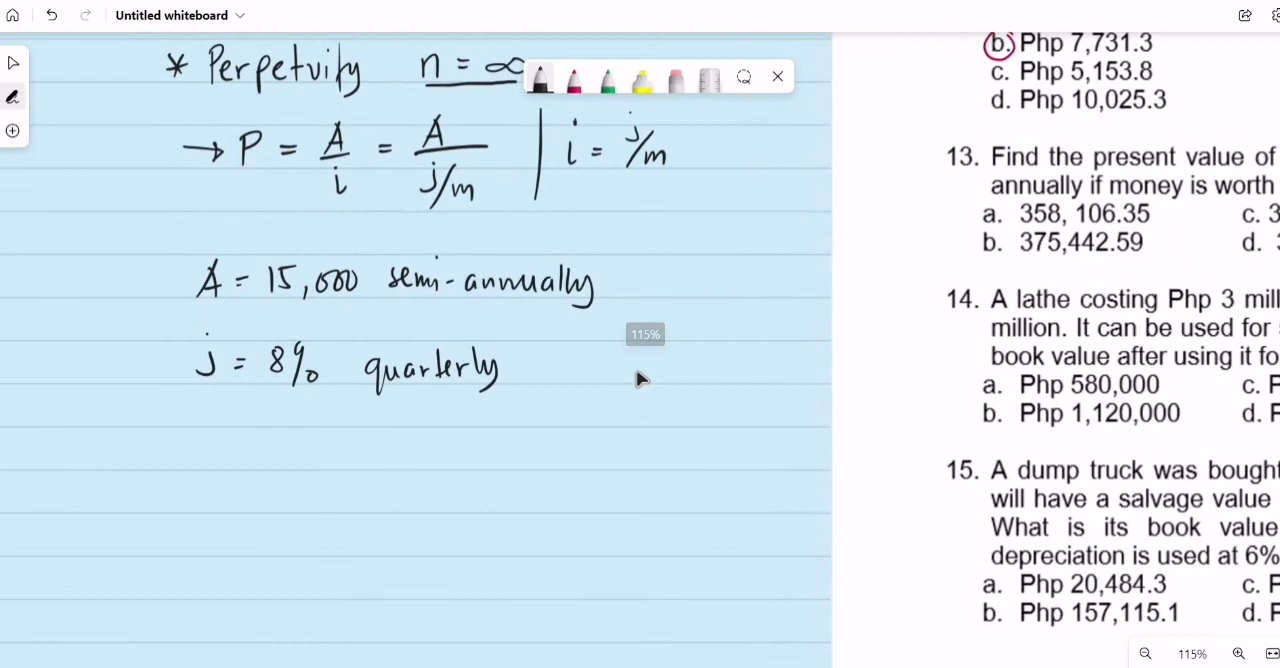 Untitled whiteboard
* Perpetuity n = ∞
→ P = A/i = A/(j/m) | i = j/m
A = 15,000 semi-annually
j = 8% quarterly
115%
b. Php 7,731.3
c. Php 5,153.8
d. Php 10,025.3
13. Find the present value of
annually if money is worth
a. 358, 106.35 c. 3
b. 375,442.59 d.
14. A lathe costing Php 3 mill
million. It can be used for
book value after using it fo
a. Php 580,000 c. F
b. Php 1,120,000 d. F
15. A dump truck was bought
will have a salvage value
What is its book value
depreciation is used at 6%
a. Php 20,484.3 c. F
b. Php 157,115.1 d. F
115%